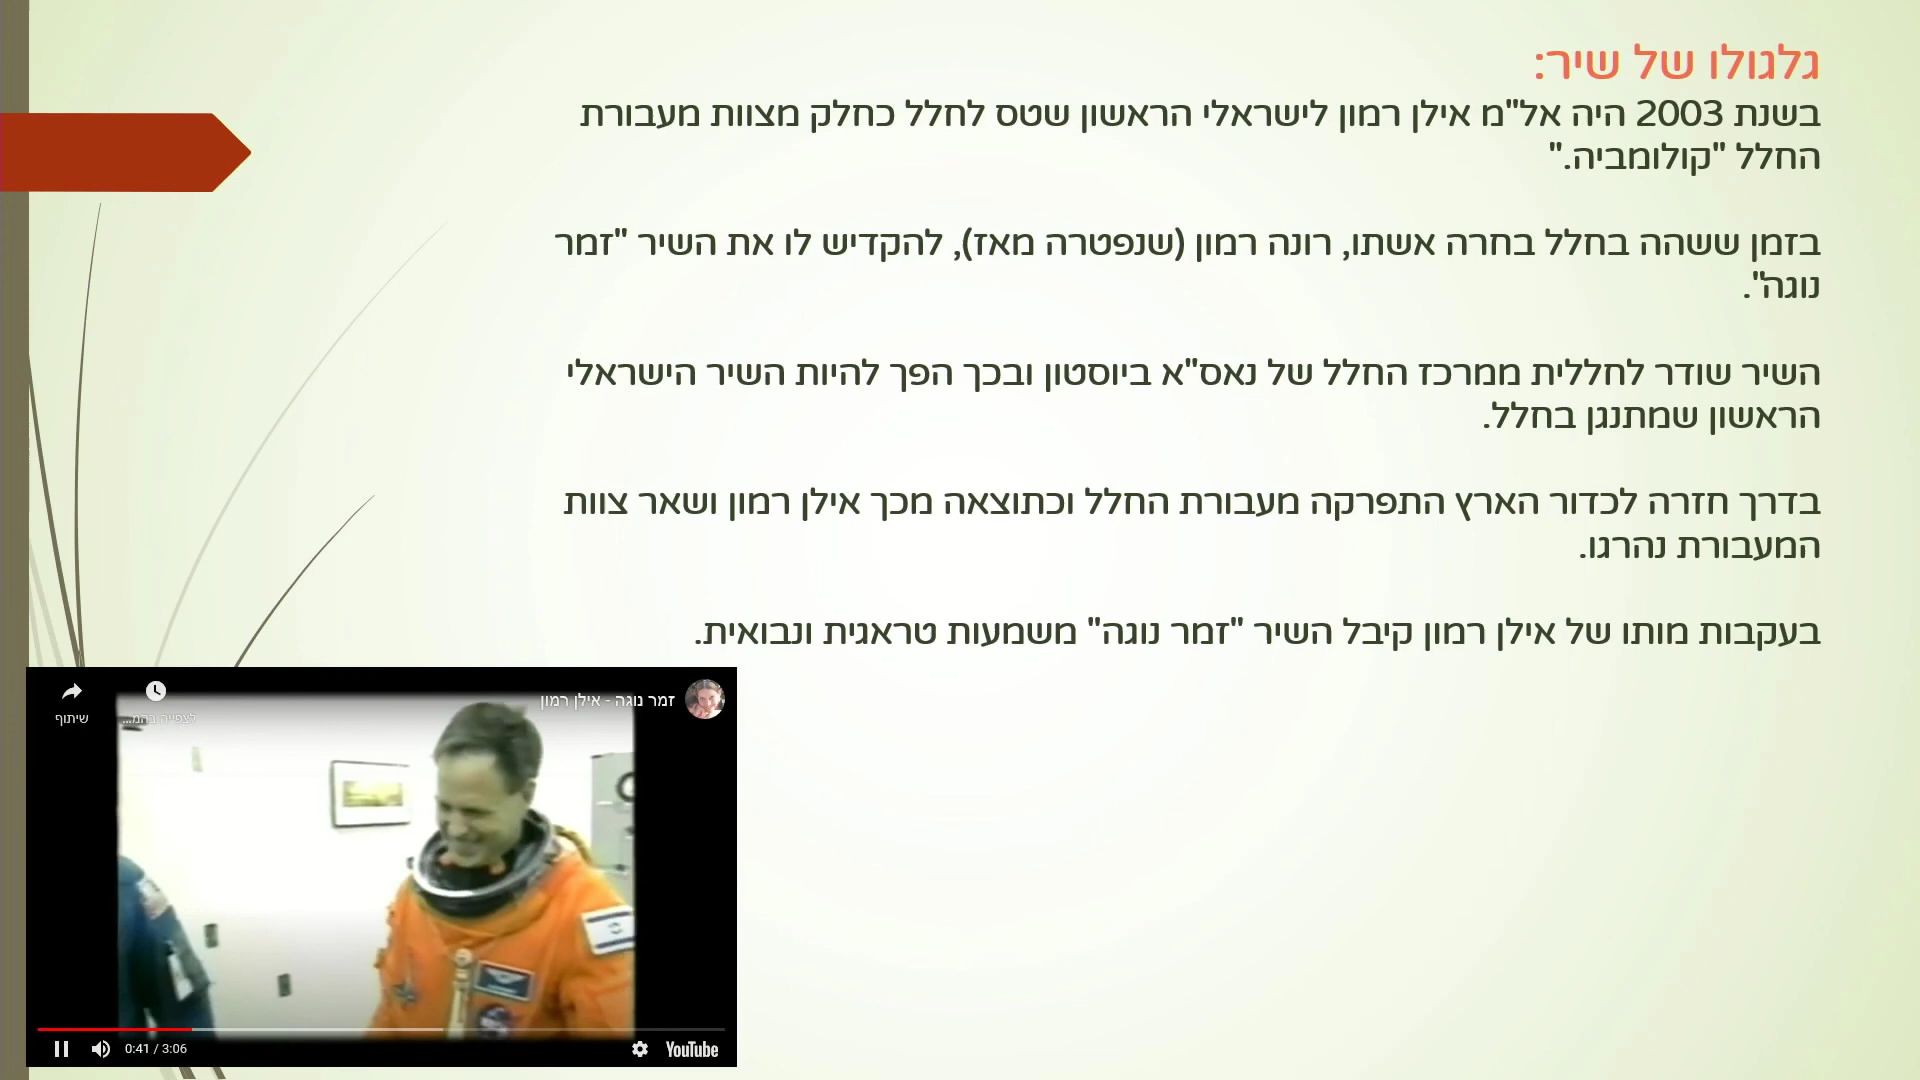 גלגולו של שיר:
בשנת 2003 היה אל"מ אילן רמון לישראלי הראשון שטס לחלל כחלק מצוות מעבורת
החלל "קולומביה."
בזמן ששהה בחלל בחרה אשתו, רונה רמון (שנפטרה מאז), להקדיש לו את השיר "זמר
נוגה".
השיר שודר לחללית ממרכז החלל של נאס"א ביוסטון ובכך הפך להיות השיר הישראלי
הראשון שמתנגן בחלל.
בדרך חזרה לכדור הארץ התפרקה מעבורת החלל וכתוצאה מכך אילן רמון ושאר צוות
המעבורת נהרגו.
בעקבות מותו של אילן רמון קיבל השיר "זמר נוגה" משמעות טראגית ונבואית.
זמר נוגה - אילן רמון
לצפייה בהמ...
שיתוף
0:41 / 3:06
YouTube